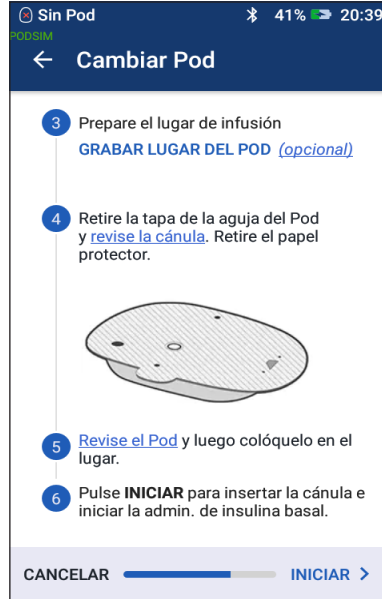 Sin Pod 41% 20:39
PODSIM
Cambiar Pod
3 Prepare el lugar de infusión
GRABAR LUGAR DEL POD (opcional)
4 Retire la tapa de la aguja del Pod
y revise la cánula. Retire el papel
protector.
5 Revise el Pod y luego colóquelo en el
lugar.
6 Pulse INICIAR para insertar la cánula e
iniciar la admin. de insulina basal.
CANCELAR INICIAR